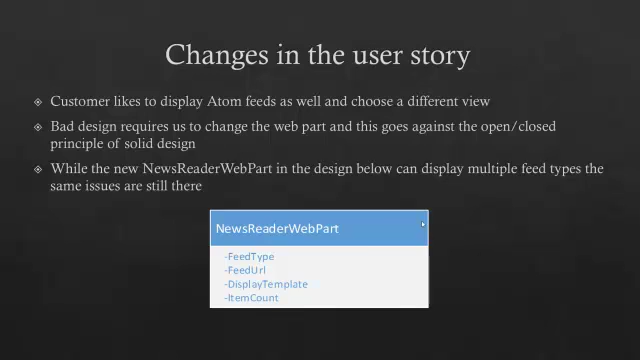 Changes in the user story
Customer likes to display Atom feeds as well and choose a different view
Bad design requires us to change the web part and this goes against the open/closed
principle of solid design
While the new NewsReaderWebPart in the design below can display multiple feed types the
same issues are still there
NewsReaderWebPart
-FeedType
-FeedUrl
-DisplayTemplate
-ItemCount